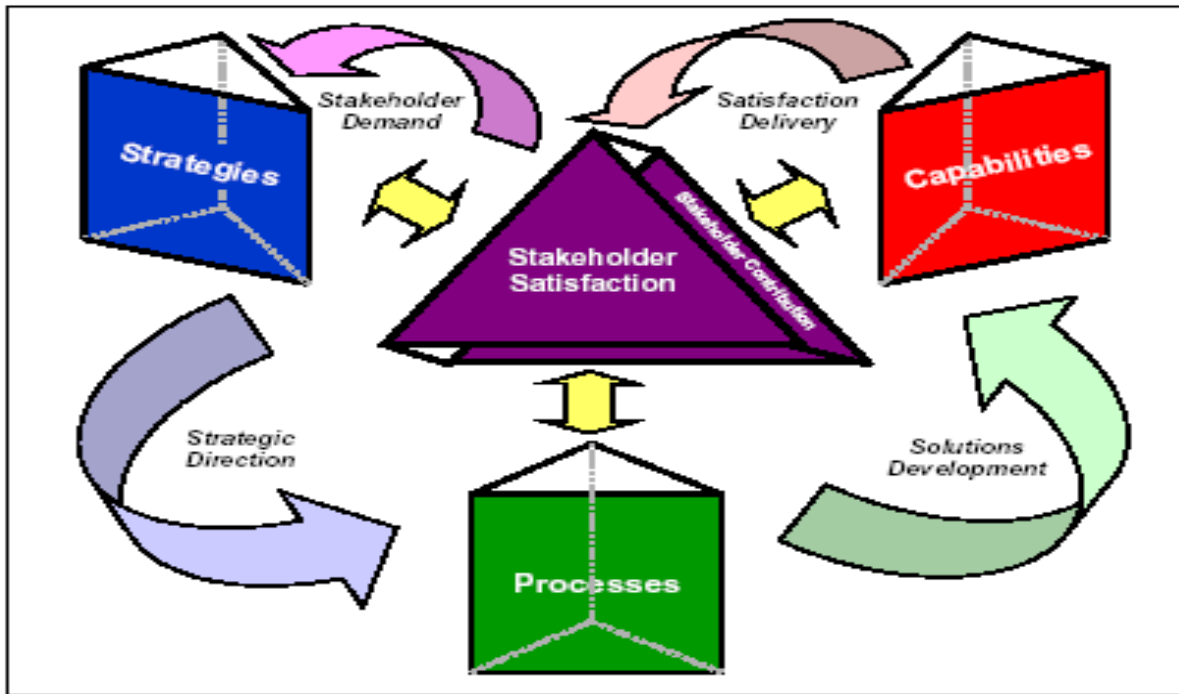 Stakeholder
Demand
Satisfaction
Delivery
Strategies
Capabilities
Stakeholder
Satisfaction
Stakeholder Contribution
Strategic
Direction
Solutions
Development
Processes